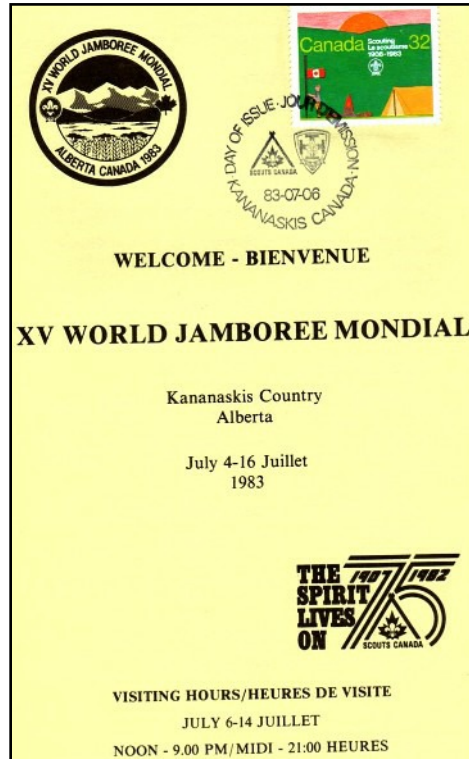 XV WORLD JAMBOREE MONDIAL
ALBERTA CANADA 1983
Canada
Scouting
Le scoutisme
1908-1983
32
DAY OF ISSUE · JOUR D'ÉMISSION
SCOUTS CANADA
83-07-06
KANANASKIS CANADA
WELCOME - BIENVENUE
XV WORLD JAMBOREE MONDIAL
Kananaskis Country
Alberta
July 4-16 Juillet
1983
THE
SPIRIT
LIVES
ON
75
1907 1982
SCOUTS CANADA
VISITING HOURS/HEURES DE VISITE
JULY 6-14 JUILLET
NOON - 9.00 PM/MIDI - 21:00 HEURES